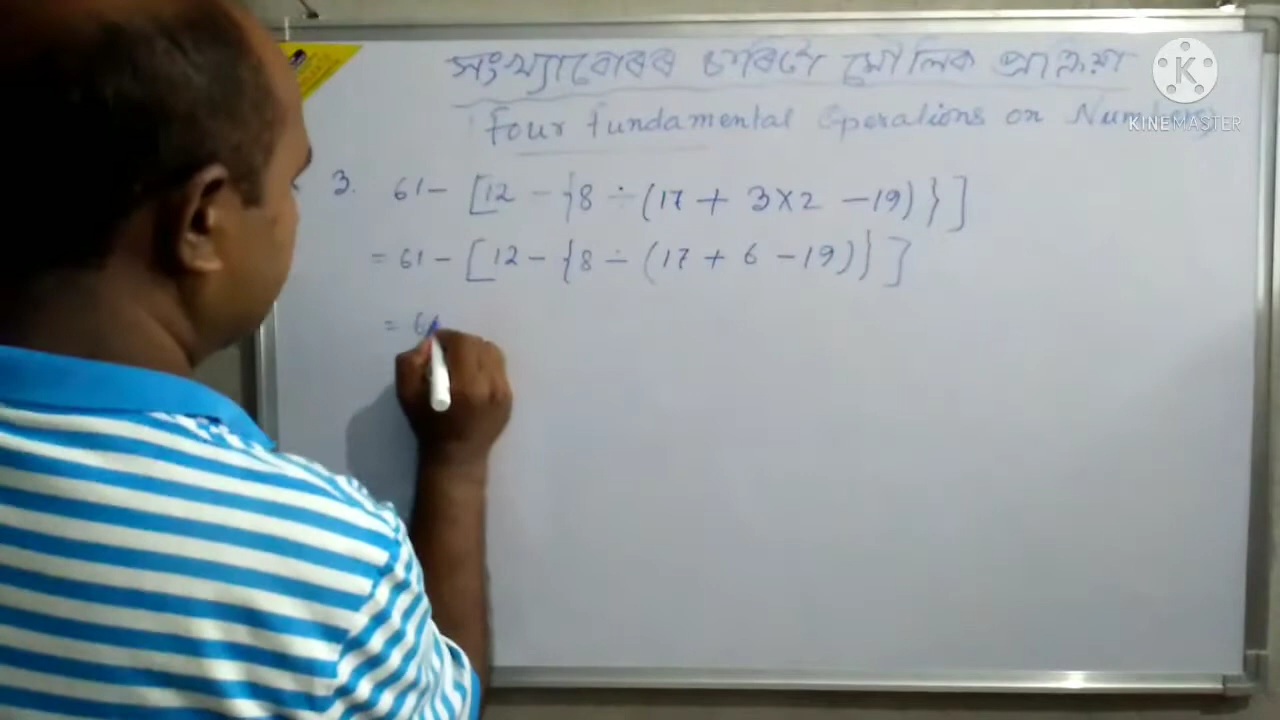 সংখ্যাবোৰৰ চাৰিটা মৌলিক প্ৰক্ৰিয়া
Four fundamental Operations on Numbers
KINEMASTER
3. 61 - [12 - {8 ÷ (17 + 3 × 2 - 19)}]
= 61 - [12 - {8 ÷ (17 + 6 - 19)}]
= 61